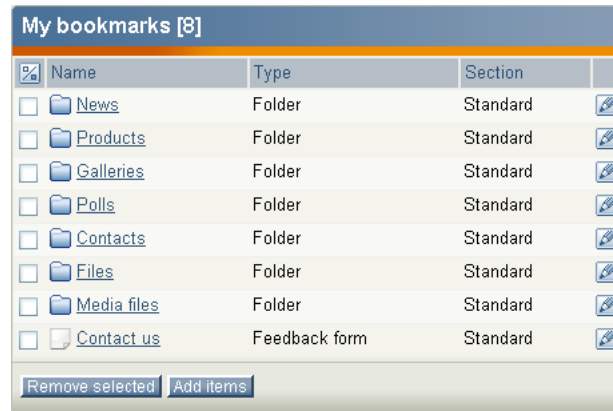 My bookmarks [8]
Name Type Section
News Folder Standard
Products Folder Standard
Galleries Folder Standard
Polls Folder Standard
Contacts Folder Standard
Files Folder Standard
Media files Folder Standard
Contact us Feedback form Standard
Remove selected Add items